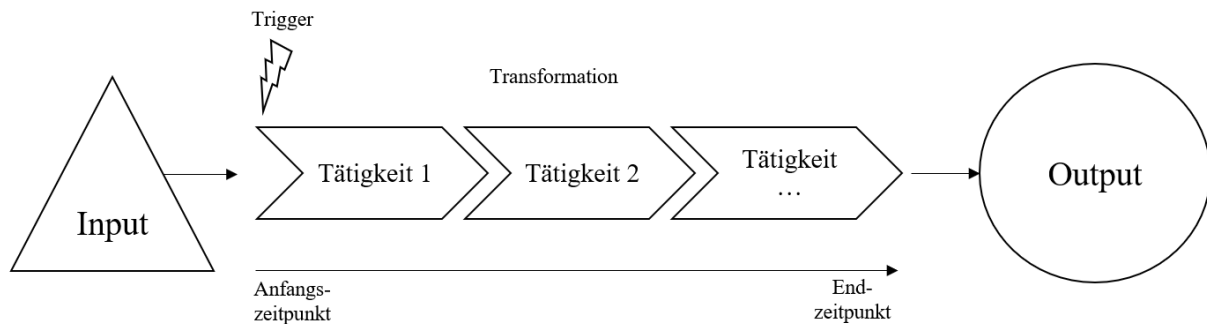 Trigger
Transformation
Input
Tätigkeit 1
Tätigkeit 2
Tätigkeit
…
Output
Anfangs-
zeitpunkt
End-
zeitpunkt